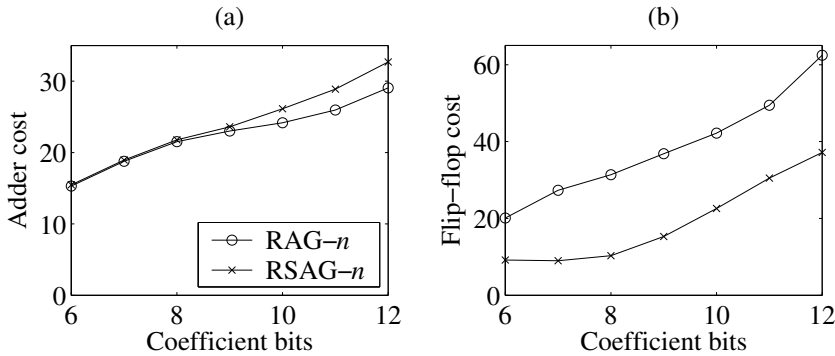 (a)
Adder cost
30
20
10
0
6
8
10
12
Coefficient bits
RAG–n
RSAG–n
(b)
Flip–flop cost
60
40
20
0
6
8
10
12
Coefficient bits